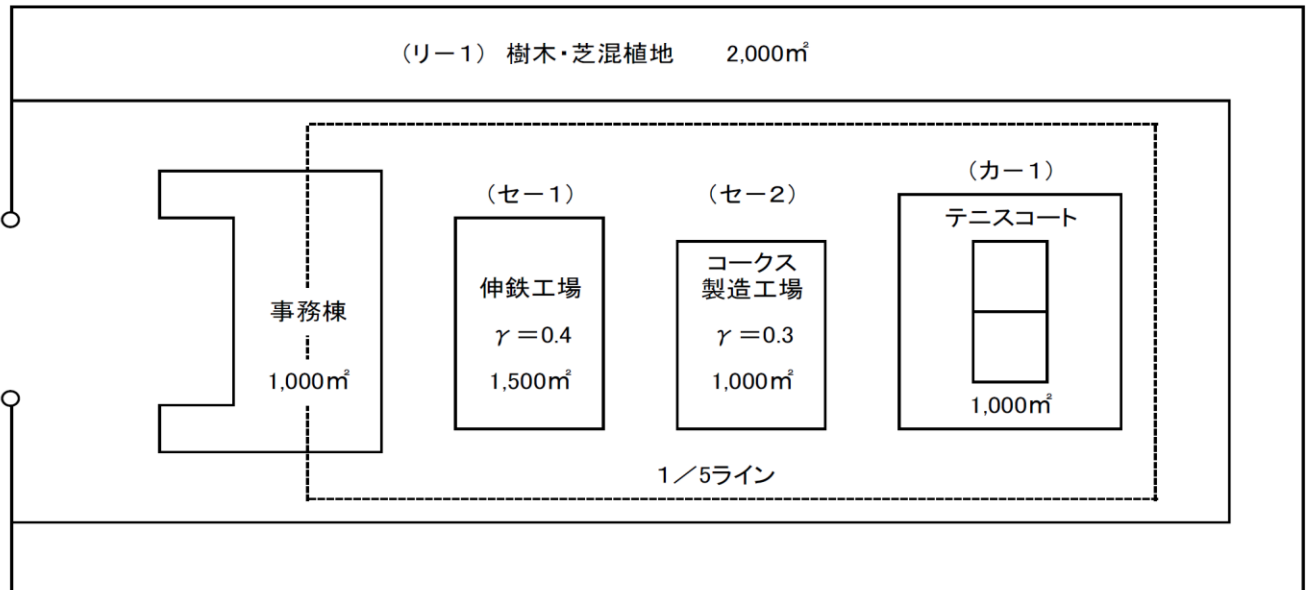 (リー1) 樹木・芝混植地 2,000㎡
(セー1)
(セー2)
(カー1)
テニスコート
事務棟
1,000㎡
伸鉄工場
γ=0.4
1,500㎡
コークス
製造工場
γ=0.3
1,000㎡
1,000㎡
1/5ライン